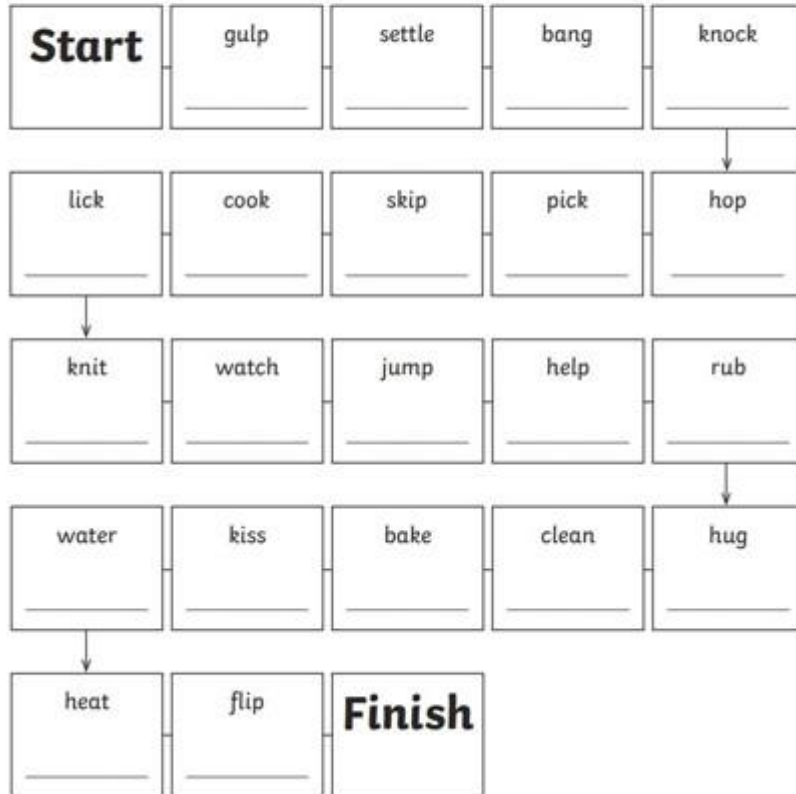 Start gulp settle bang knock
lick cook skip pick hop
knit watch jump help rub
water kiss bake clean hug
heat flip Finish